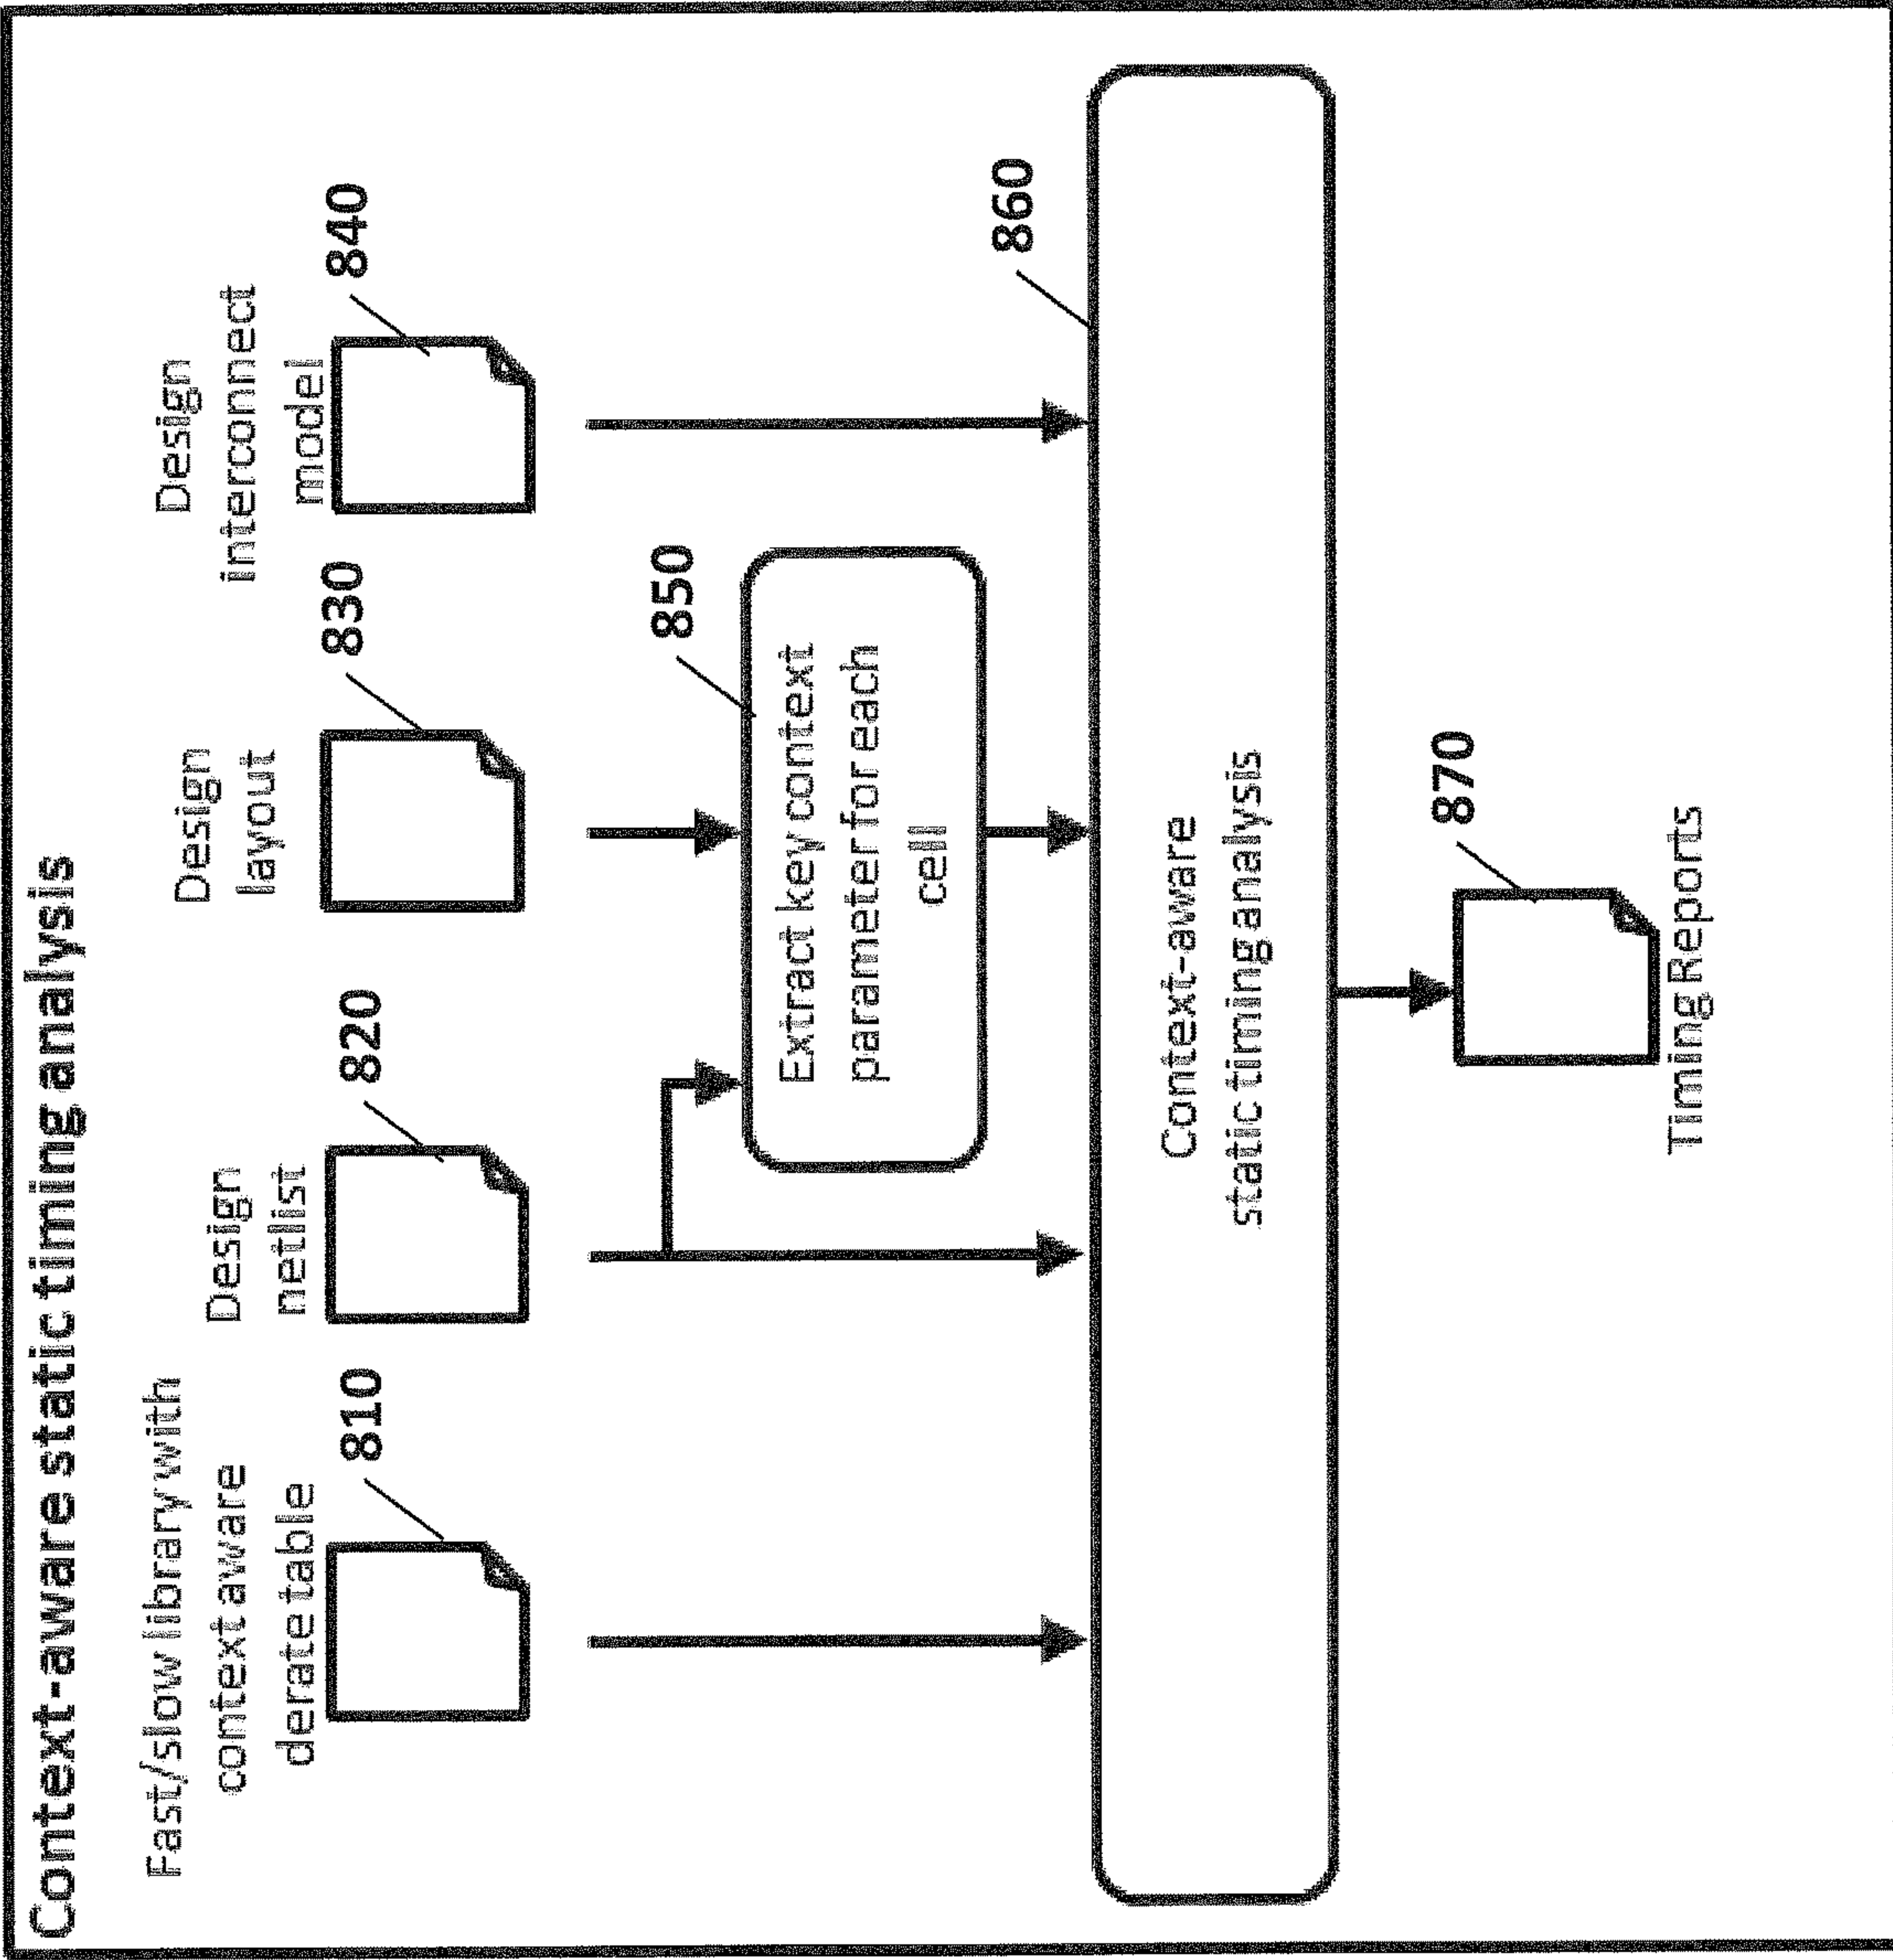 Context-aware static timing analysis
Fast/slow library with
context aware
derate table
810
Design
netlist
820
Design
layout
830
Design
interconnect
model
840
850
Extract key context
parameter for each
cell
860
Context-aware
static timing analysis
870
Timing Reports